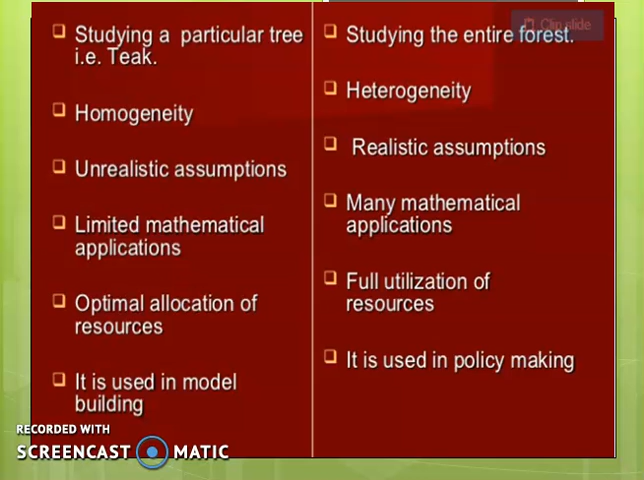 Studying a particular tree
i.e. Teak.
Homogeneity
Unrealistic assumptions
Limited mathematical
applications
Optimal allocation of
resources
It is used in model
building
Clip slide
Studying the entire forest.
Heterogeneity
Realistic assumptions
Many mathematical
applications
Full utilization of
resources
It is used in policy making
RECORDED WITH
SCREENCAST MATIC